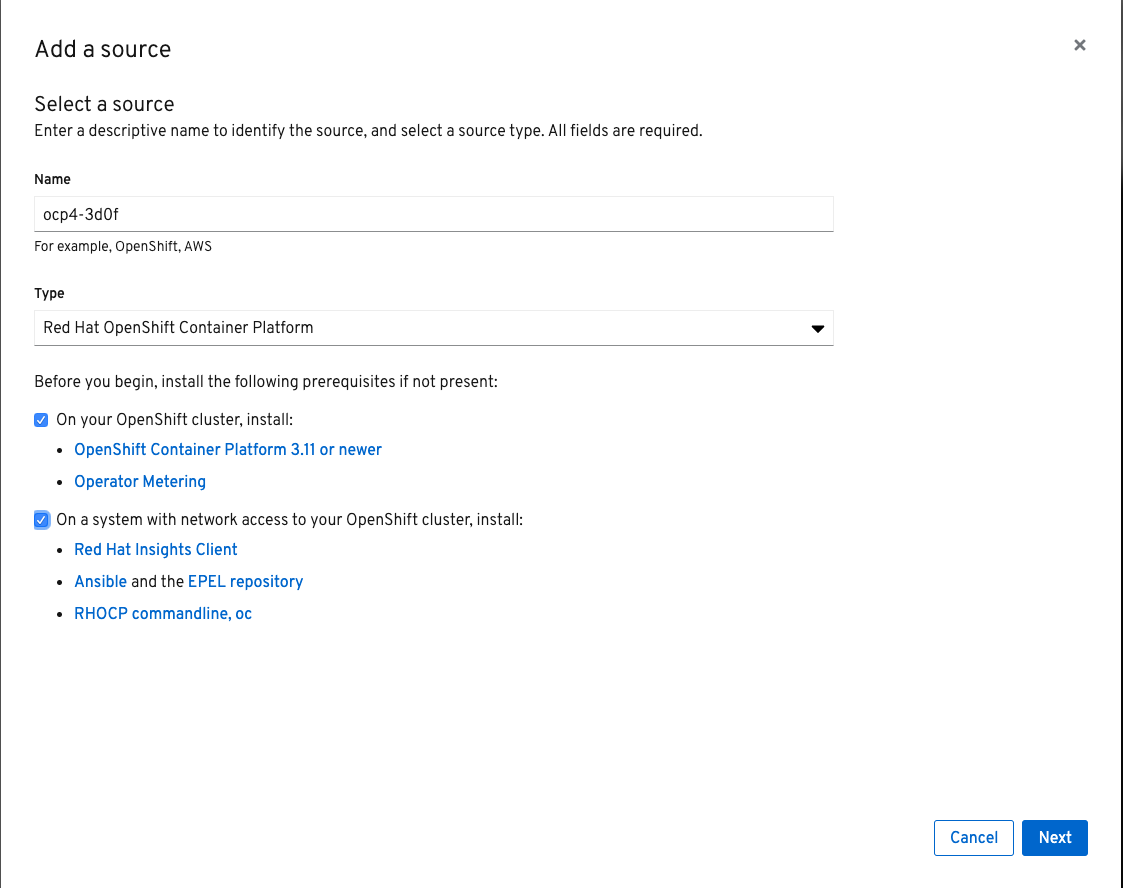 Add a source
Select a source
Enter a descriptive name to identify the source, and select a source type. All fields are required.
Name
ocp4-3d0f
For example, OpenShift, AWS
Type
Red Hat OpenShift Container Platform
Before you begin, install the following prerequisites if not present:
On your OpenShift cluster, install:
• OpenShift Container Platform 3.11 or newer
• Operator Metering
On a system with network access to your OpenShift cluster, install:
• Red Hat Insights Client
• Ansible and the EPEL repository
• RHOCP commandline, oc
Cancel Next